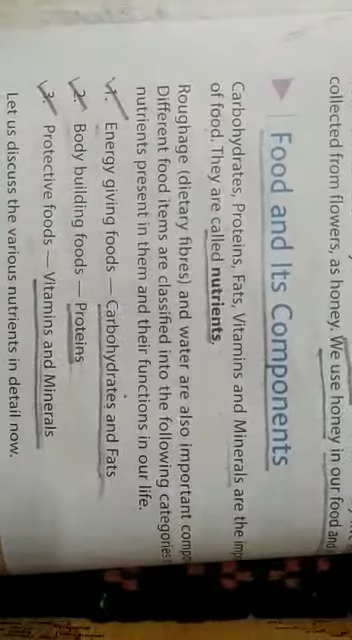 collected from flowers, as honey. We use honey in our food and
Food and Its Components
Carbohydrates, Proteins, Fats, Vitamins and Minerals are the
of food. They are called nutrients.
Roughage (dietary fibres) and water are also important
Different food items are classified into the following categories
nutrients present in them and their functions in our life.
1. Energy giving foods — Carbohydrates and Fats
2. Body building foods — Proteins
3. Protective foods — Vitamins and Minerals
Let us discuss the various nutrients in detail now.